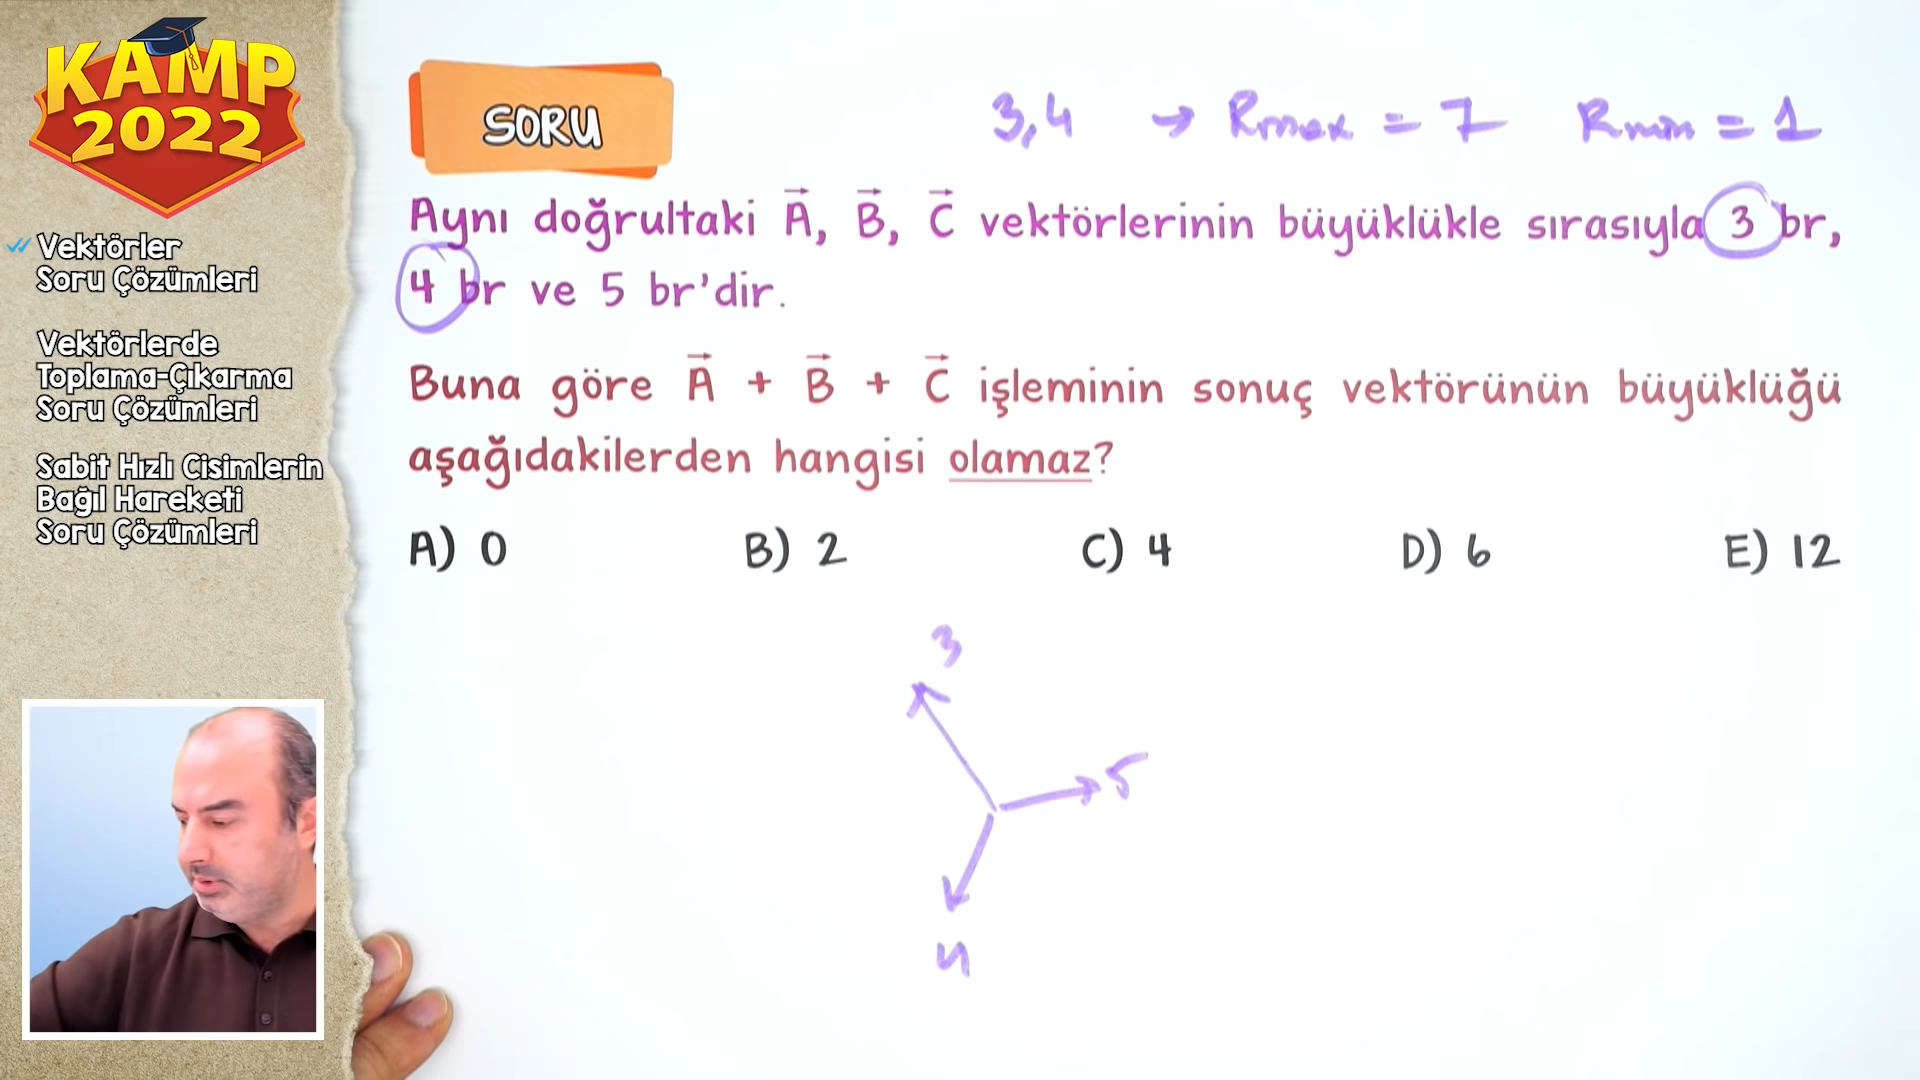 KAMP
2022
Vektörler
Soru Çözümleri
Vektörlerde
Toplama-Çıkarma
Soru Çözümleri
Sabit Hızlı Cisimlerin
Bağıl Hareketi
Soru Çözümleri
SORU
3,4 → Rmax = 7 Rmin = 1
Aynı doğrultaki A, B, C vektörlerinin büyüklükle sırasıyla 3 br,
4 br ve 5 br'dir.
Buna göre A + B + C işleminin sonuç vektörünün büyüklüğü
aşağıdakilerden hangisi olamaz?
A) 0 B) 2 C) 4 D) 6 E) 12
3
5
4